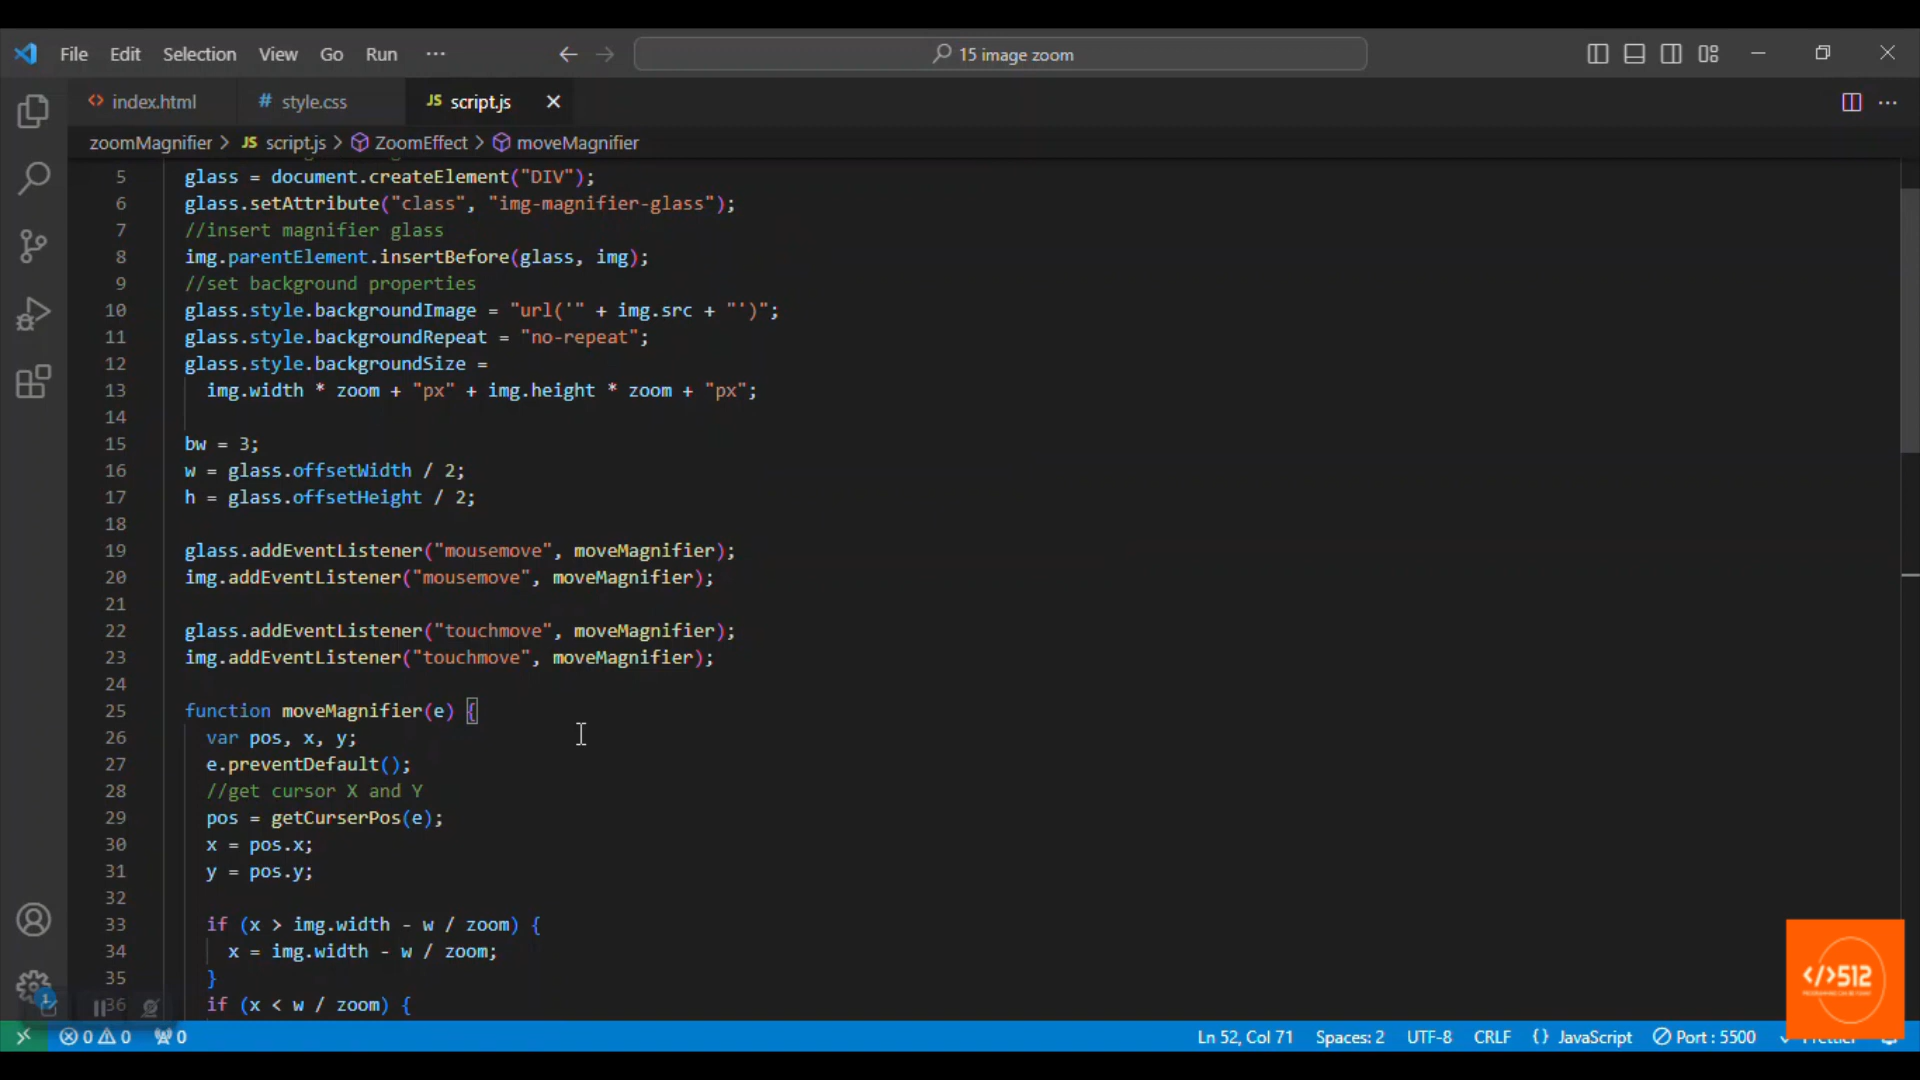 File Edit Selection View Go Run ··· 15 image zoom
index.html # style.css JS script.js
zoomMagnifier > JS script.js > ZoomEffect > moveMagnifier
5 glass = document.createElement("DIV");
6 glass.setAttribute("class", "img-magnifier-glass");
7 //insert magnifier glass
8 img.parentElement.insertBefore(glass, img);
9 //set background properties
10 glass.style.backgroundImage = "url('" + img.src + "')";
11 glass.style.backgroundRepeat = "no-repeat";
12 glass.style.backgroundSize =
13 img.width * zoom + "px" + img.height * zoom + "px";
14
15 bw = 3;
16 w = glass.offsetWidth / 2;
17 h = glass.offsetHeight / 2;
18
19 glass.addEventListener("mousemove", moveMagnifier);
20 img.addEventListener("mousemove", moveMagnifier);
21
22 glass.addEventListener("touchmove", moveMagnifier);
23 img.addEventListener("touchmove", moveMagnifier);
24
25 function moveMagnifier(e) {
26 var pos, x, y;
27 e.preventDefault();
28 //get cursor X and Y
29 pos = getCurserPos(e);
30 x = pos.x;
31 y = pos.y;
32
33 if (x > img.width - w / zoom) {
34 x = img.width - w / zoom;
35 }
36 if (x < w / zoom) {
</>512
1
0 0 0 Ln 52, Col 71 Spaces: 2 UTF-8 CRLF {} JavaScript Port : 5500